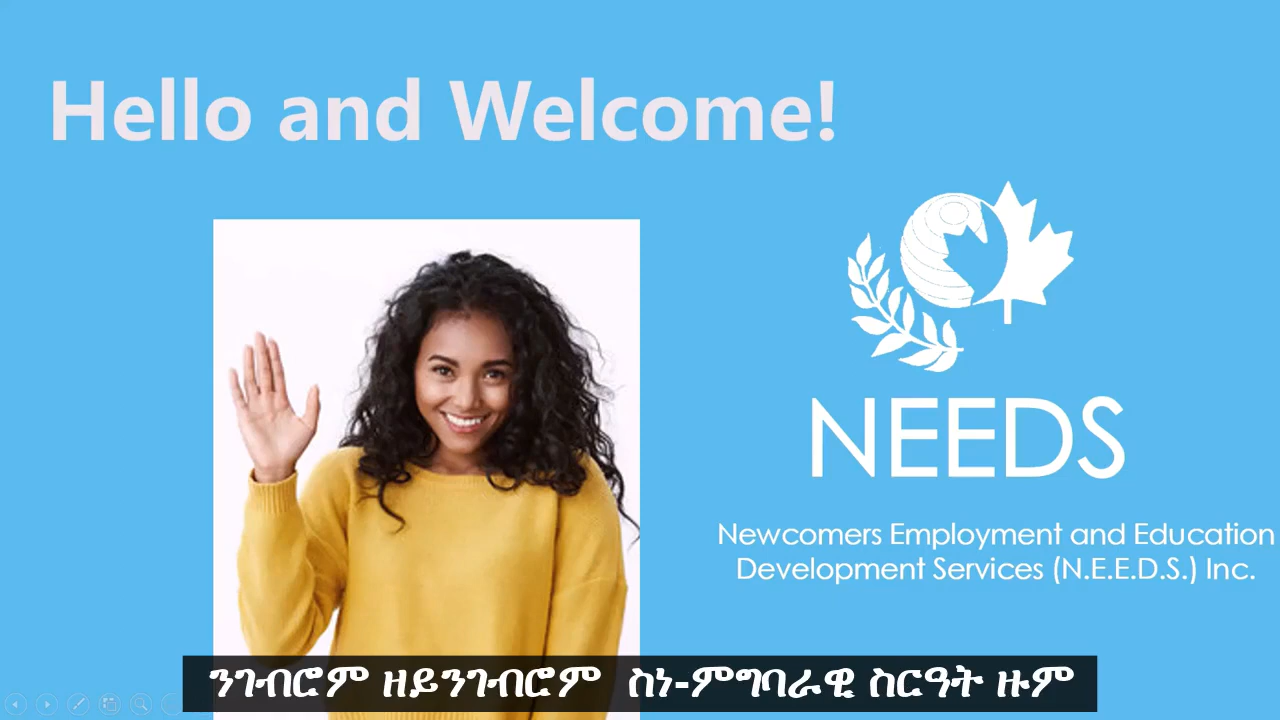 Hello and Welcome!
NEEDS
Newcomers Employment and Education
Development Services (N.E.E.D.S.) Inc.
ንገብሮም ዘይንገብሮም ስነ-ምግባራዊ ስርዓት ዙም